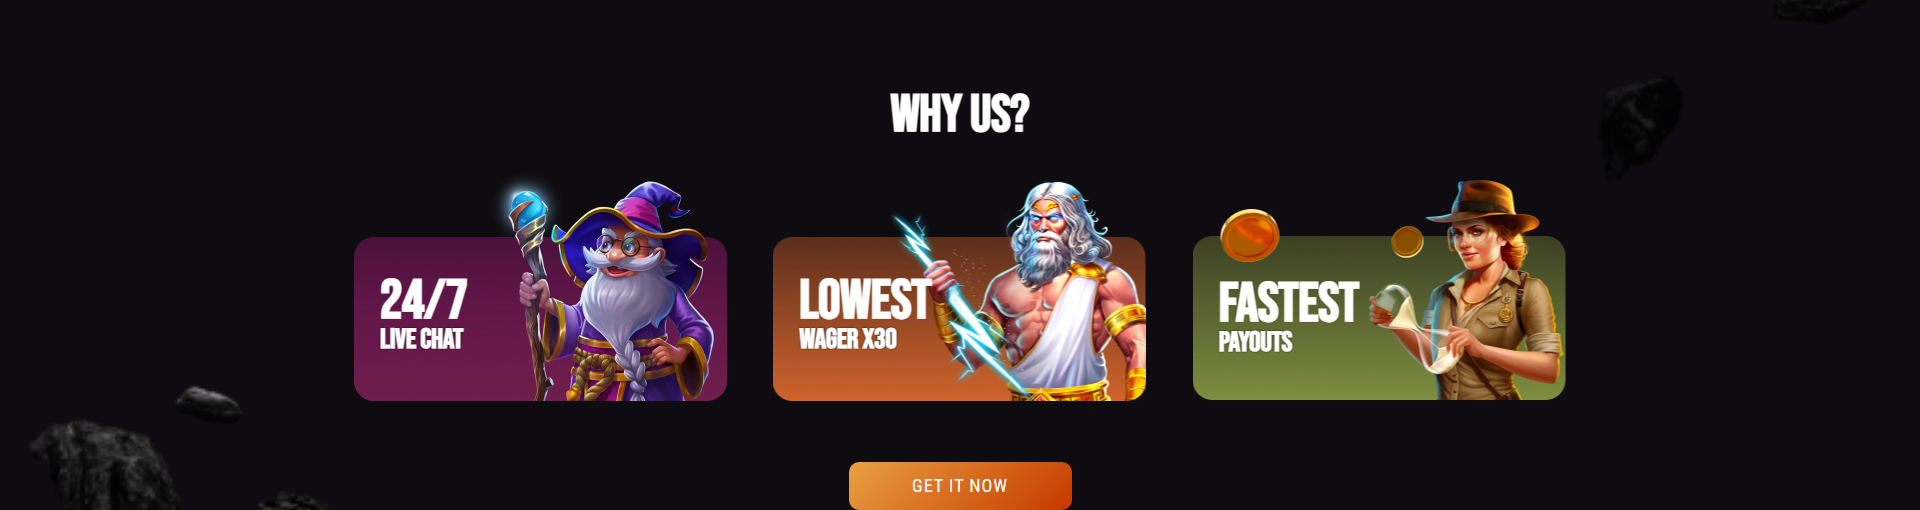 WHY US?
24/7
LIVE CHAT
LOWEST
WAGER X30
FASTEST
PAYOUTS
GET IT NOW